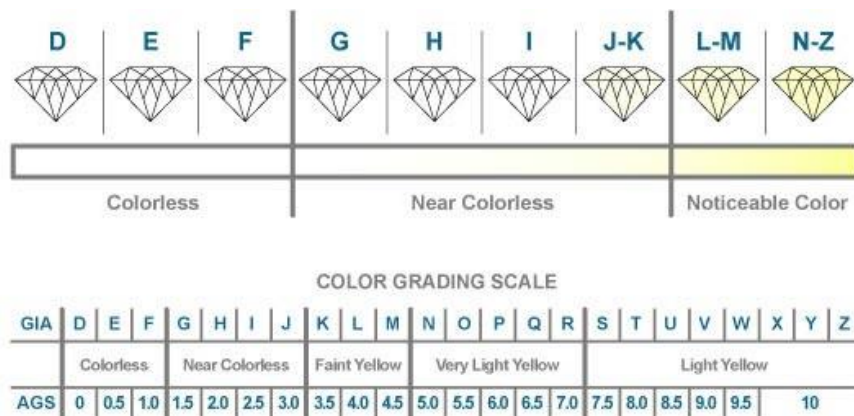 D E F G H I J-K L-M N-Z
Colorless Near Colorless Noticeable Color
COLOR GRADING SCALE
GIA D E F G H I J K L M N O P Q R S T U V W X Y Z
Colorless Near Colorless Faint Yellow Very Light Yellow Light Yellow
AGS 0 0.5 1.0 1.5 2.0 2.5 3.0 3.5 4.0 4.5 5.0 5.5 6.0 6.5 7.0 7.5 8.0 8.5 9.0 9.5 10